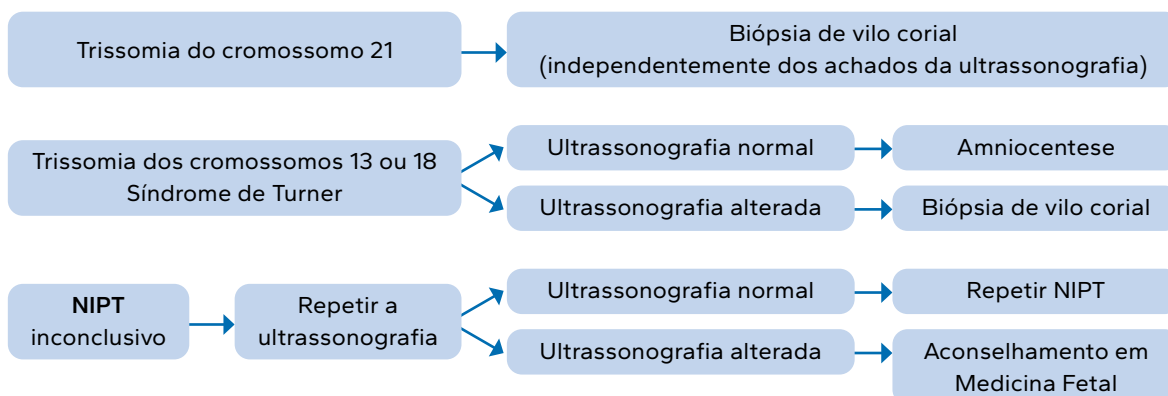 Trissomia do cromossomo 21
Biópsia de vilo corial
(independentemente dos achados da ultrassonografia)
Trissomia dos cromossomos 13 ou 18
Síndrome de Turner
Ultrassonografia normal
Amniocentese
Ultrassonografia alterada
Biópsia de vilo corial
NIPT
inconclusivo
Repetir a
ultrassonografia
Ultrassonografia normal
Repetir NIPT
Ultrassonografia alterada
Aconselhamento em
Medicina Fetal